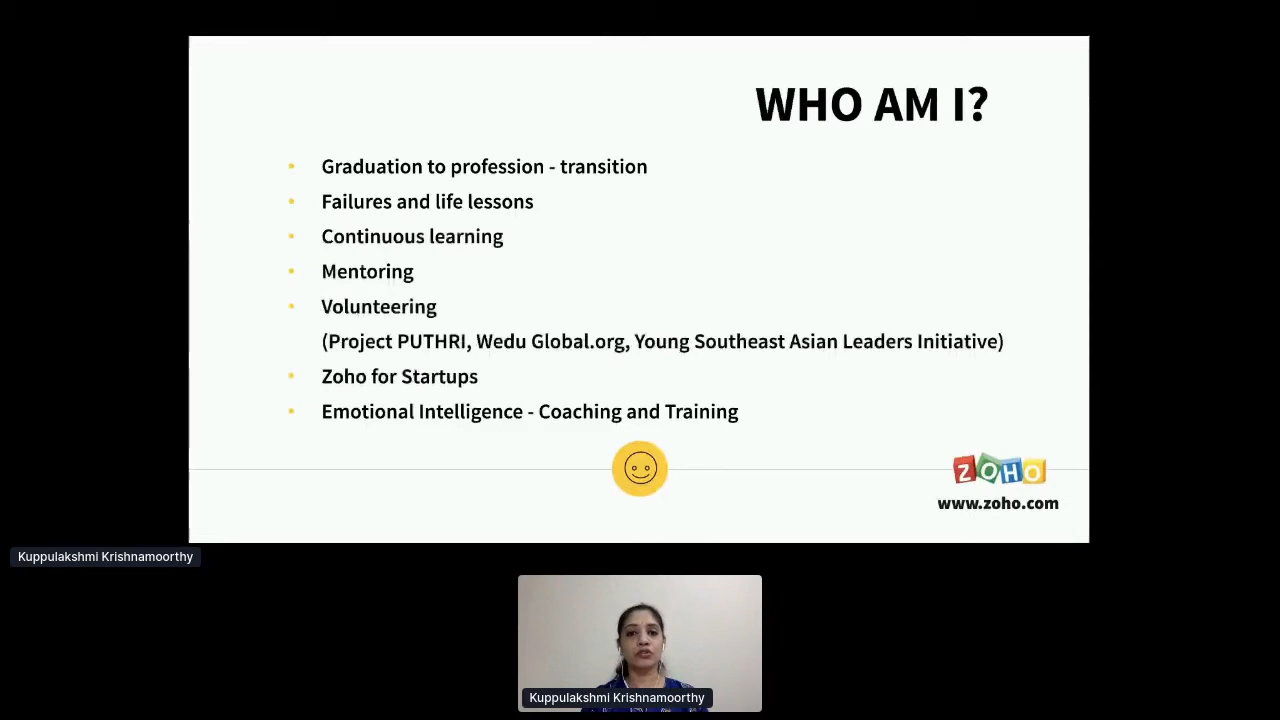 WHO AM I?
Graduation to profession - transition
Failures and life lessons
Continuous learning
Mentoring
Volunteering
(Project PUTHRI, Wedu Global.org, Young Southeast Asian Leaders Initiative)
Zoho for Startups
Emotional Intelligence - Coaching and Training
ZOHO
www.zoho.com
Kuppulakshmi Krishnamoorthy
Kuppulakshmi Krishnamoorthy